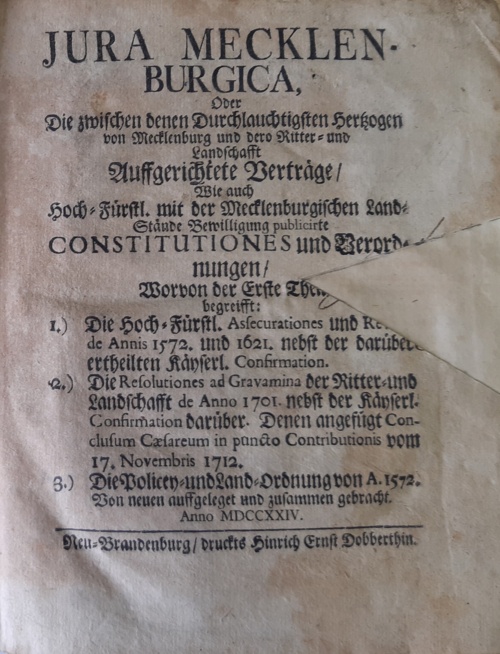 JURA MECKLEN-
BURGICA,
Oder
Die zwischen denen Durchlauchtigsten Hertzogen
von Mecklenburg und dero Ritter- und
Landschafft
Auffgerichtete Verträge/
Wie auch
Hoch-Fürstl. mit der Mecklenburgischen Land-
Stände Bewilligung publicirte
CONSTITUTIONES und Verord-
nungen/
Worvon der Erste
begreifft:
1.) Die Hoch-Fürstl. Assecurationes und
de Annis 1572. und 1621. nebst der
ertheilten Käyserl. Confirmation.
2.) Die Resolutiones ad Gravamina der Ritter-und
Landschafft de Anno 1701. nebst der Käyserl.
Confirmation darüber. Denen angefügt Con-
clusum Cæsareum in puncto Contributionis vom
17. Novembris 1712.
3.) Die Policey-und Land-Ordnung von A. 1572.
Von neuen auffgeleget und zusammen gebracht.
Anno MDCCXXIV.
Neu-Brandenburg/ druckts Hinrich Ernst Dobberthin.